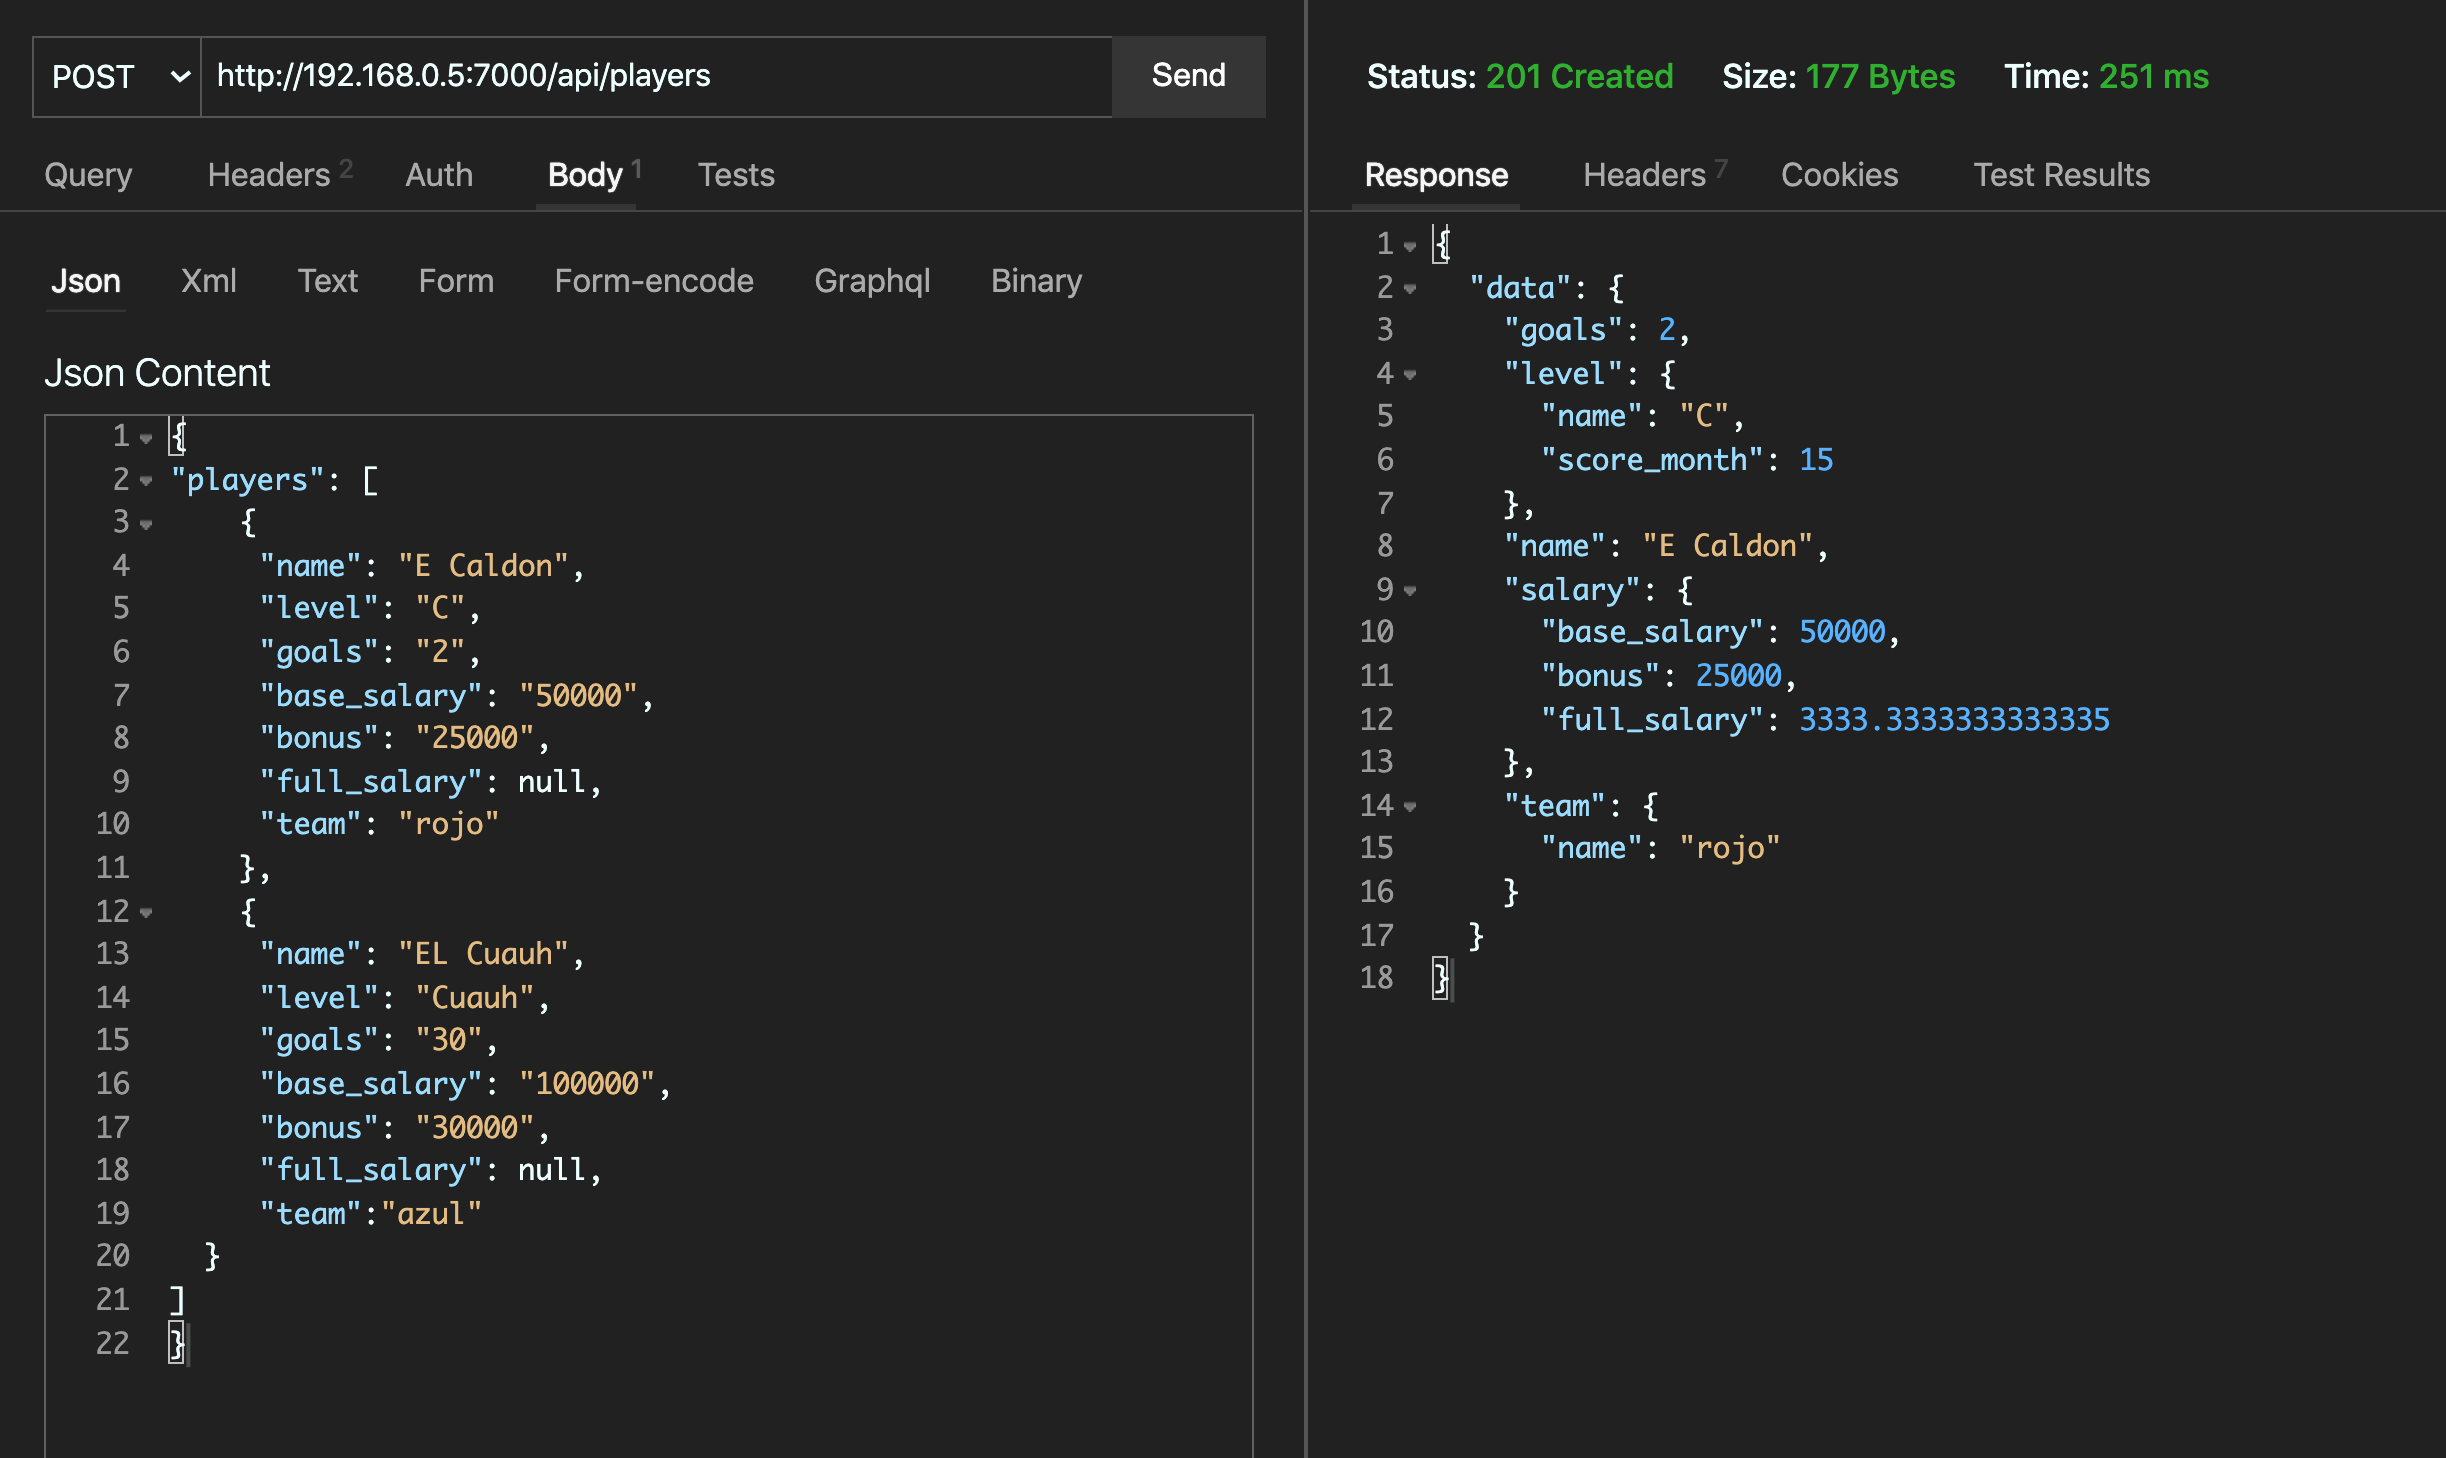 POST http://192.168.0.5:7000/api/players Send
Query Headers 2 Auth Body 1 Tests
Json Xml Text Form Form-encode Graphql Binary
Json Content
1 {
2 "players": [
3 {
4 "name": "E Caldon",
5 "level": "C",
6 "goals": "2",
7 "base_salary": "50000",
8 "bonus": "25000",
9 "full_salary": null,
10 "team": "rojo"
11 },
12 {
13 "name": "EL Cuauh",
14 "level": "Cuauh",
15 "goals": "30",
16 "base_salary": "100000",
17 "bonus": "30000",
18 "full_salary": null,
19 "team":"azul"
20 }
21 ]
22 }
Status: 201 Created Size: 177 Bytes Time: 251 ms
Response Headers 7 Cookies Test Results
1 {
2 "data": {
3 "goals": 2,
4 "level": {
5 "name": "C",
6 "score_month": 15
7 },
8 "name": "E Caldon",
9 "salary": {
10 "base_salary": 50000,
11 "bonus": 25000,
12 "full_salary": 3333.3333333333335
13 },
14 "team": {
15 "name": "rojo"
16 }
17 }
18 }